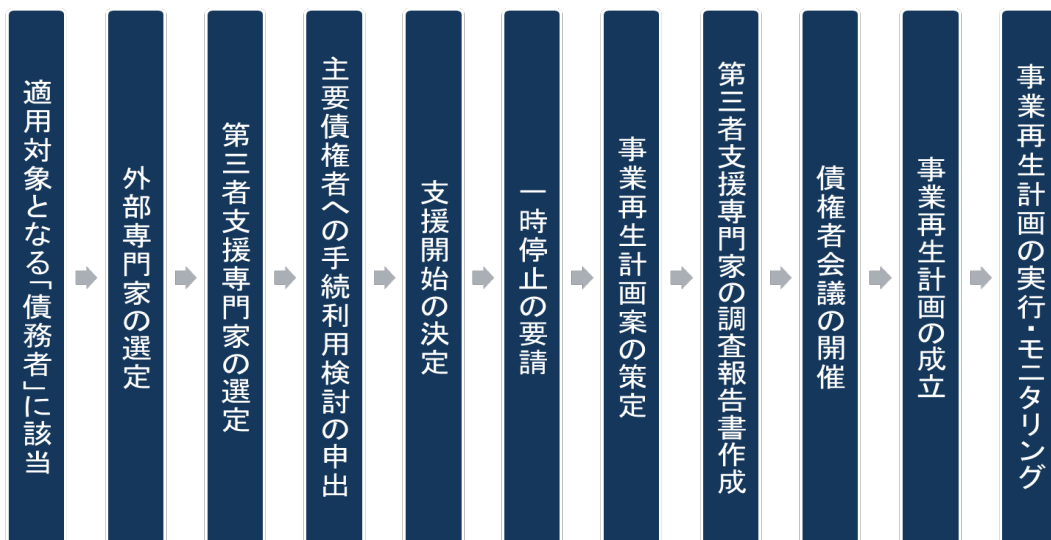 適用対象となる「債務者」に該当
外部専門家の選定
第三者支援専門家の選定
主要債権者への手続利用検討の申出
支援開始の決定
一時停止の要請
事業再生計画案の策定
第三者支援専門家の調査報告書作成
債権者会議の開催
事業再生計画の成立
事業再生計画の実行・モニタリング